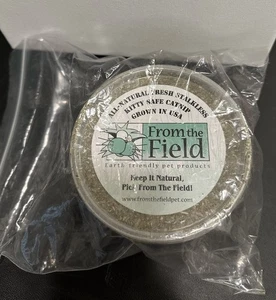 ALL-NATURAL FRESH STALKLESS
KITTY SAFE CATNIP
GROWN IN USA
From the
Field
Earth friendly pet products
Keep It Natural,
Pick From The Field!
www.fromthefieldpet.com